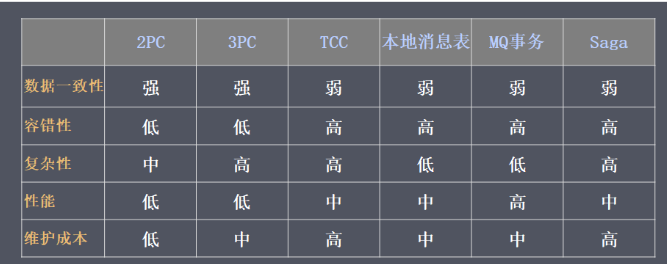 2PC 3PC TCC 本地消息表 MQ事务 Saga
数据一致性 强 强 弱 弱 弱 弱
容错性 低 低 高 高 高 高
复杂性 中 高 高 低 低 高
性能 低 低 中 中 高 中
维护成本 低 中 高 中 中 高